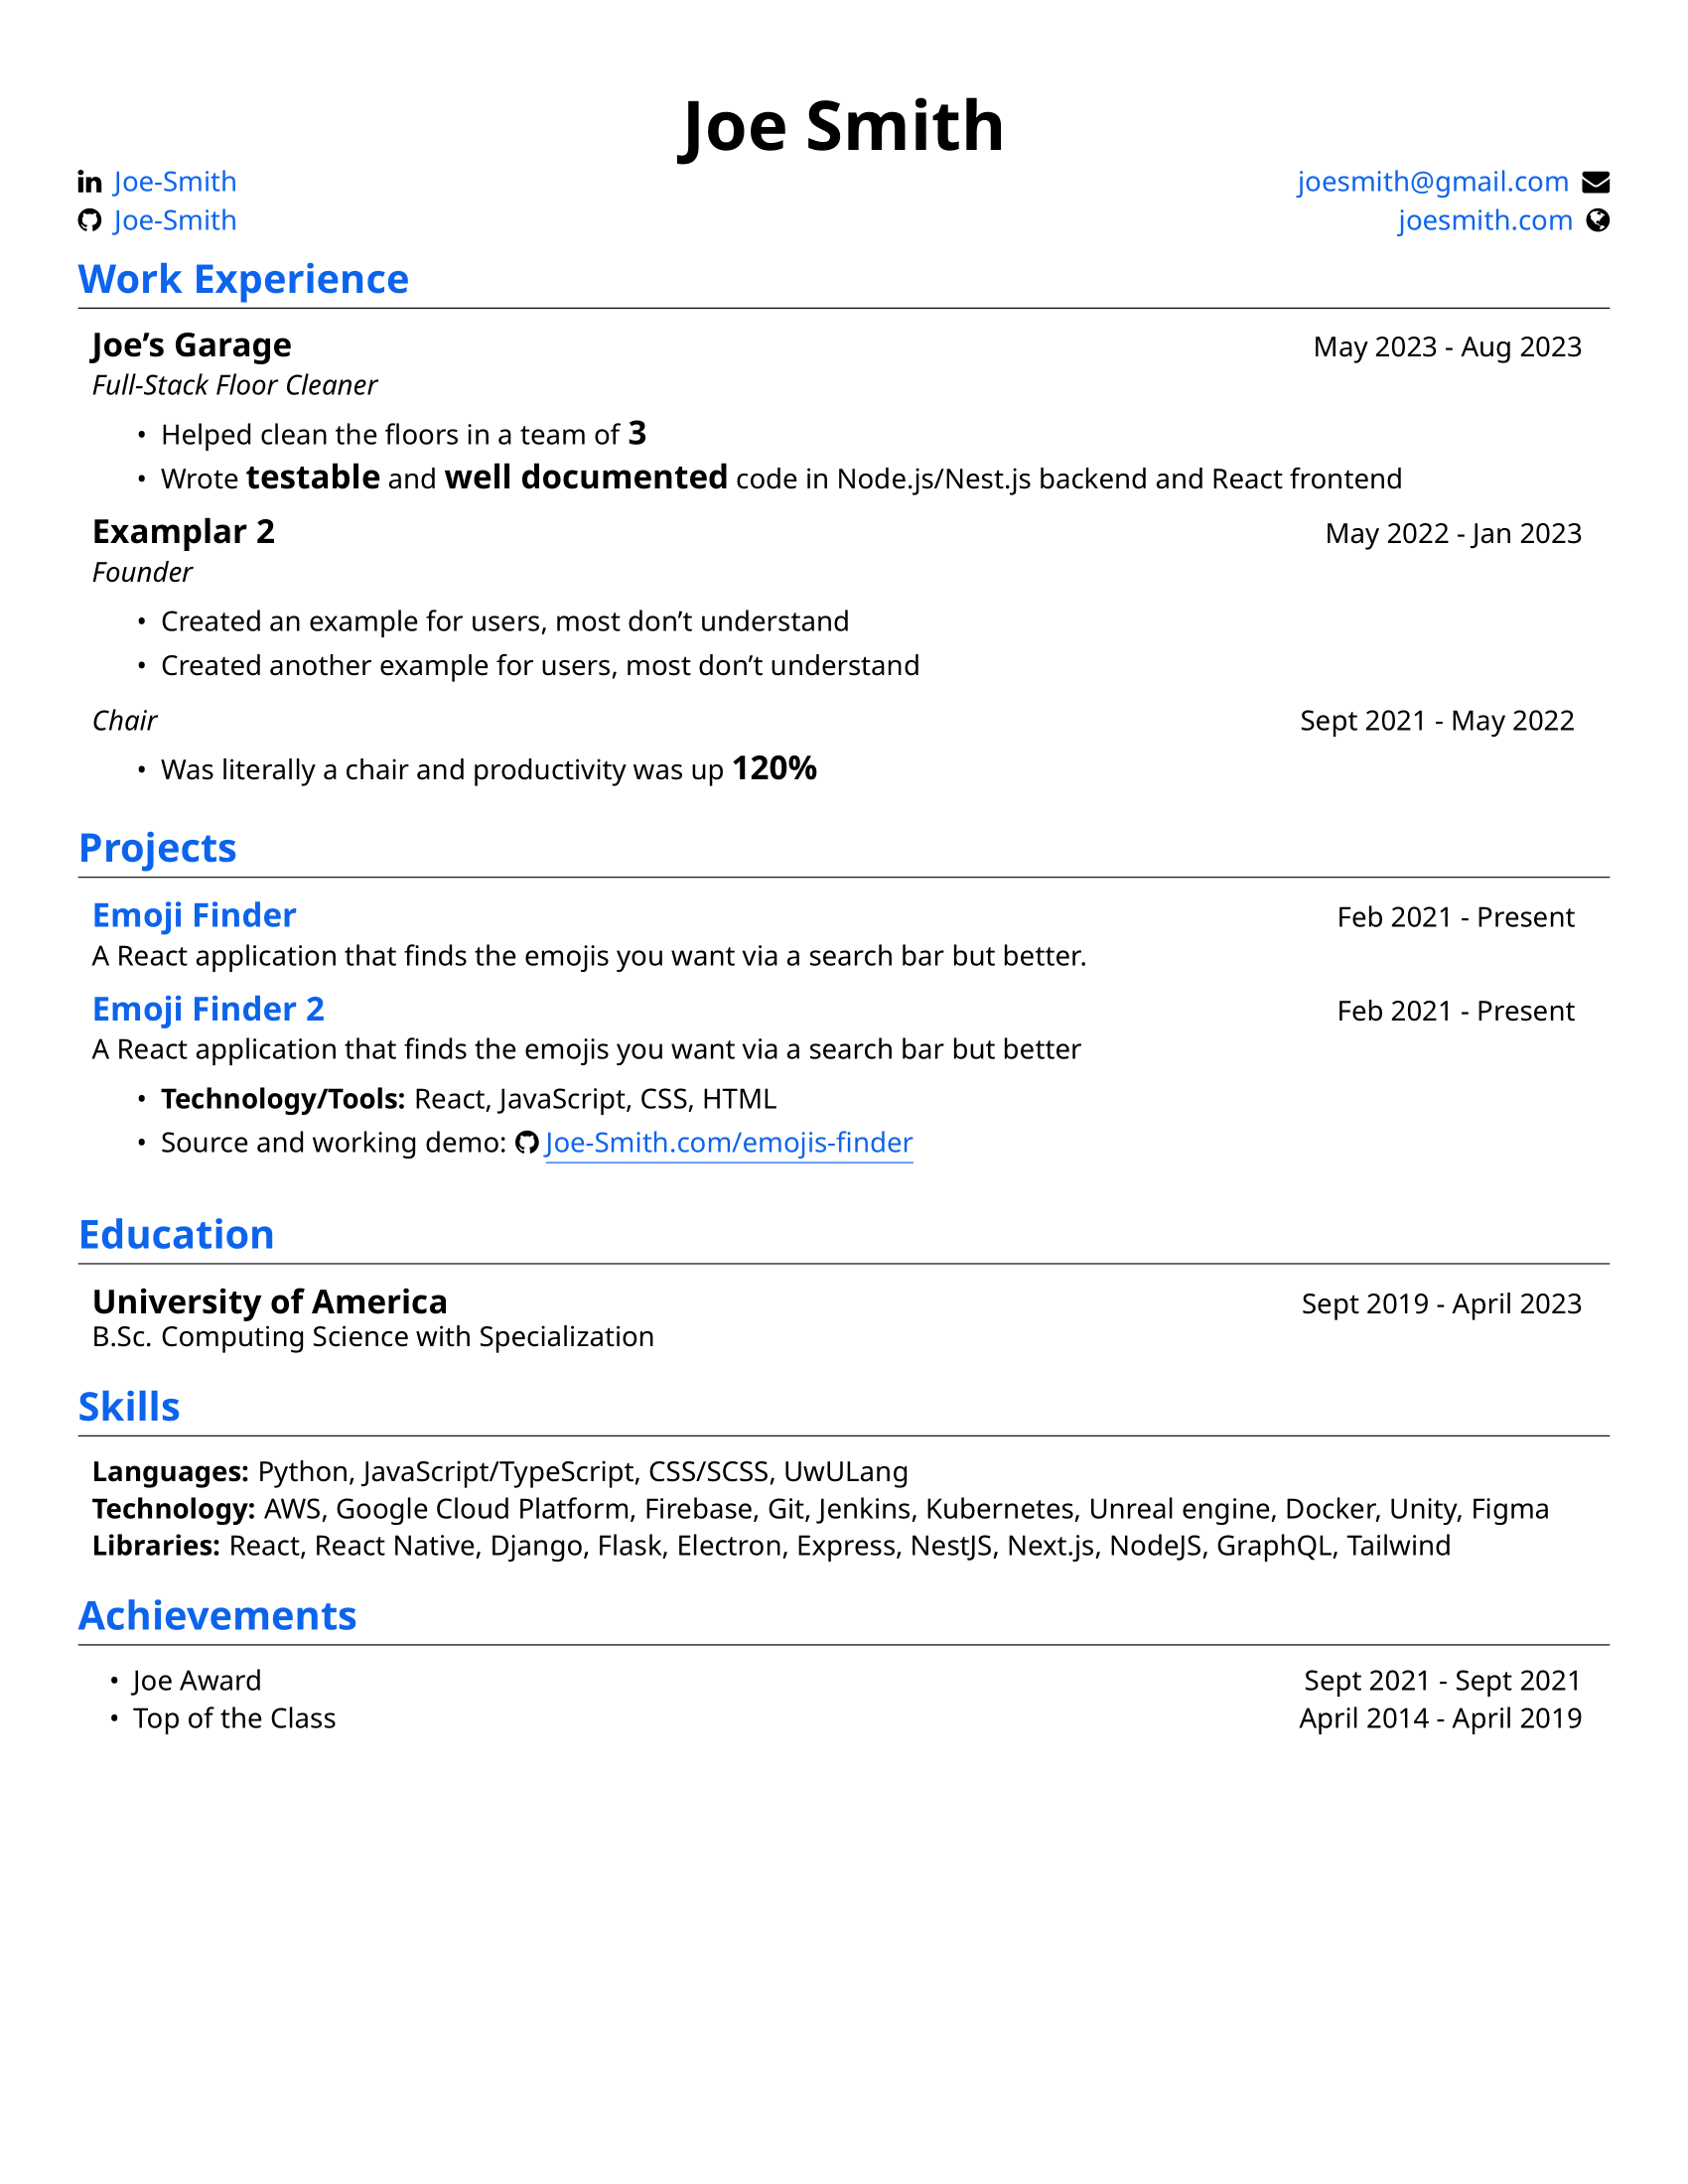 Joe Smith
Joe-Smith joesmith@gmail.com
Joe-Smith joesmith.com
Work Experience
Joe’s Garage May 2023 - Aug 2023
Full-Stack Floor Cleaner
• Helped clean the floors in a team of 3
• Wrote testable and well documented code in Node.js/Nest.js backend and React frontend
Examplar 2 May 2022 - Jan 2023
Founder
• Created an example for users, most don’t understand
• Created another example for users, most don’t understand
Chair Sept 2021 - May 2022
• Was literally a chair and productivity was up 120%
Projects
Emoji Finder Feb 2021 - Present
A React application that finds the emojis you want via a search bar but better.
Emoji Finder 2 Feb 2021 - Present
A React application that finds the emojis you want via a search bar but better
• Technology/Tools: React, JavaScript, CSS, HTML
• Source and working demo: Joe-Smith.com/emojis-finder
Education
University of America Sept 2019 - April 2023
B.Sc. Computing Science with Specialization
Skills
Languages: Python, JavaScript/TypeScript, CSS/SCSS, UwULang
Technology: AWS, Google Cloud Platform, Firebase, Git, Jenkins, Kubernetes, Unreal engine, Docker, Unity, Figma
Libraries: React, React Native, Django, Flask, Electron, Express, NestJS, Next.js, NodeJS, GraphQL, Tailwind
Achievements
• Joe Award Sept 2021 - Sept 2021
• Top of the Class April 2014 - April 2019